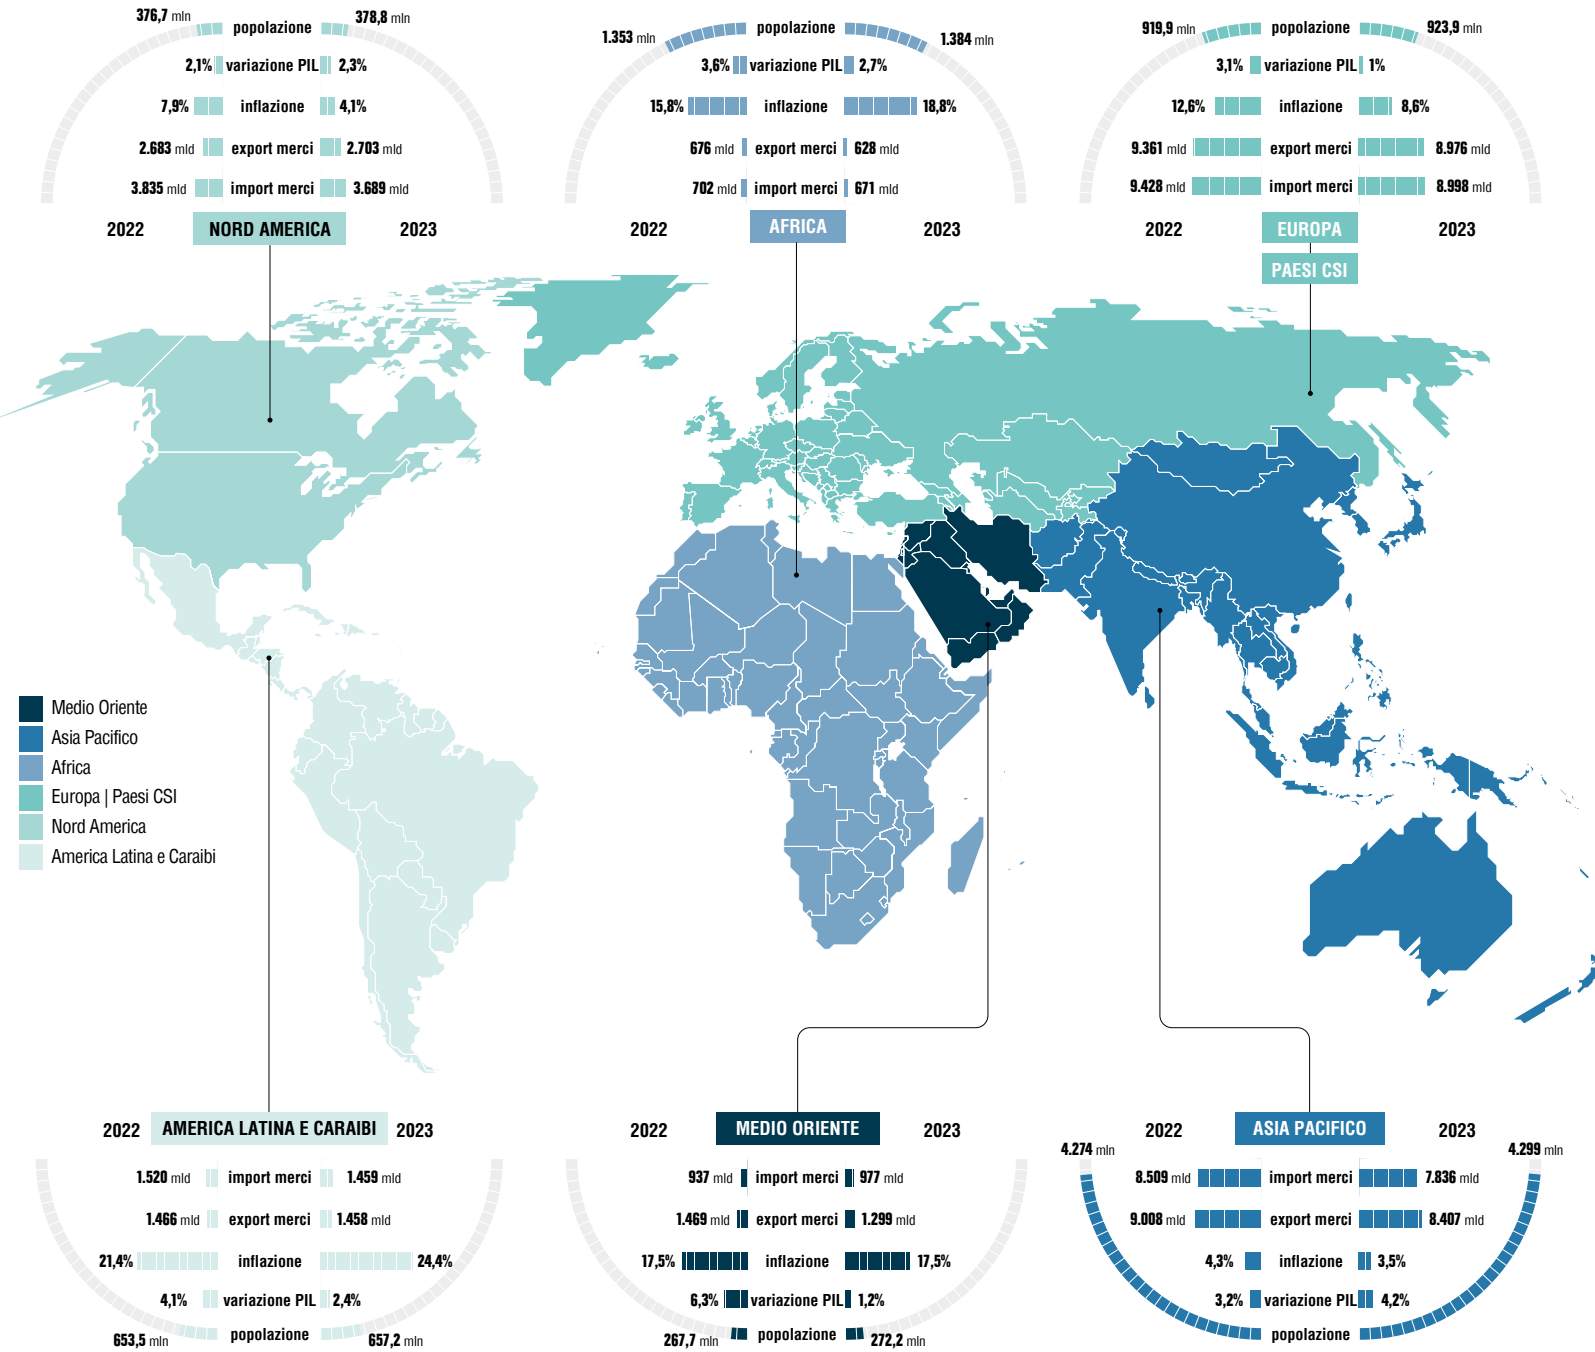 376,7 mln popolazione 378,8 mln
2,1% variazione PIL 2,3%
7,9% inflazione 4,1%
2.683 mld export merci 2.703 mld
3.835 mld import merci 3.689 mld
2022 NORD AMERICA 2023
1.353 mln popolazione 1.384 mln
3,6% variazione PIL 2,7%
15,8% inflazione 18,8%
676 mld export merci 628 mld
702 mld import merci 671 mld
2022 AFRICA 2023
919,9 mln popolazione 923,9 mln
3,1% variazione PIL 1%
12,6% inflazione 8,6%
9.361 mld export merci 8.976 mld
9.428 mld import merci 8.998 mld
2022 EUROPA 2023
PAESI CSI
Medio Oriente
Asia Pacifico
Africa
Europa | Paesi CSI
Nord America
America Latina e Caraibi
2022 AMERICA LATINA E CARAIBI 2023
1.520 mld import merci 1.459 mld
1.466 mld export merci 1.458 mld
21,4% inflazione 24,4%
4,1% variazione PIL 2,4%
653,5 mln popolazione 657,2 mln
2022 MEDIO ORIENTE 2023
937 mld import merci 977 mld
1.469 mld export merci 1.299 mld
17,5% inflazione 17,5%
6,3% variazione PIL 1,2%
267,7 mln popolazione 272,2 mln
2022 ASIA PACIFICO 2023
4.274 mln 4.299 mln
8.509 mld import merci 7.836 mld
9.008 mld export merci 8.407 mld
4,3% inflazione 3,5%
3,2% variazione PIL 4,2%
popolazione